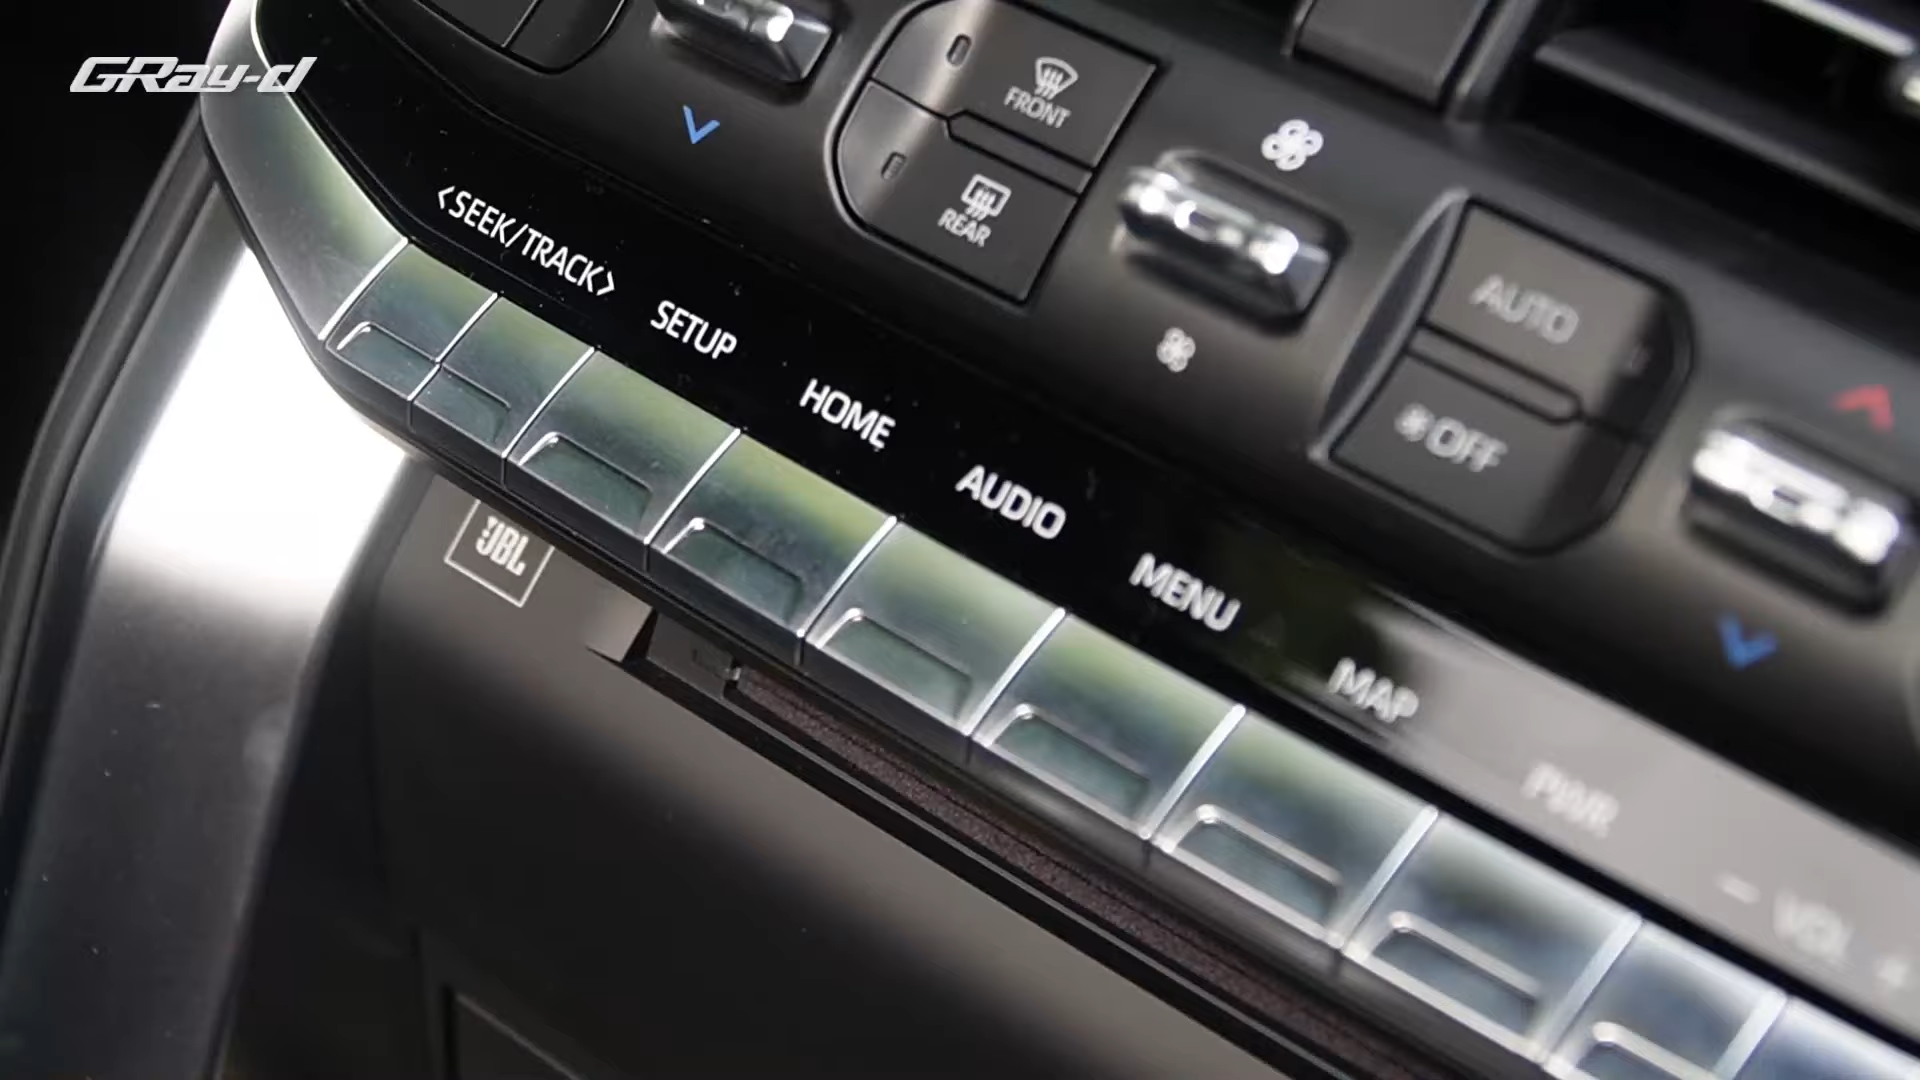 GRay-d
FRONT
REAR
AUTO
OFF
<SEEK/TRACK>
SETUP
HOME
AUDIO
MENU
MAP
PWR
- VOL +
JBL